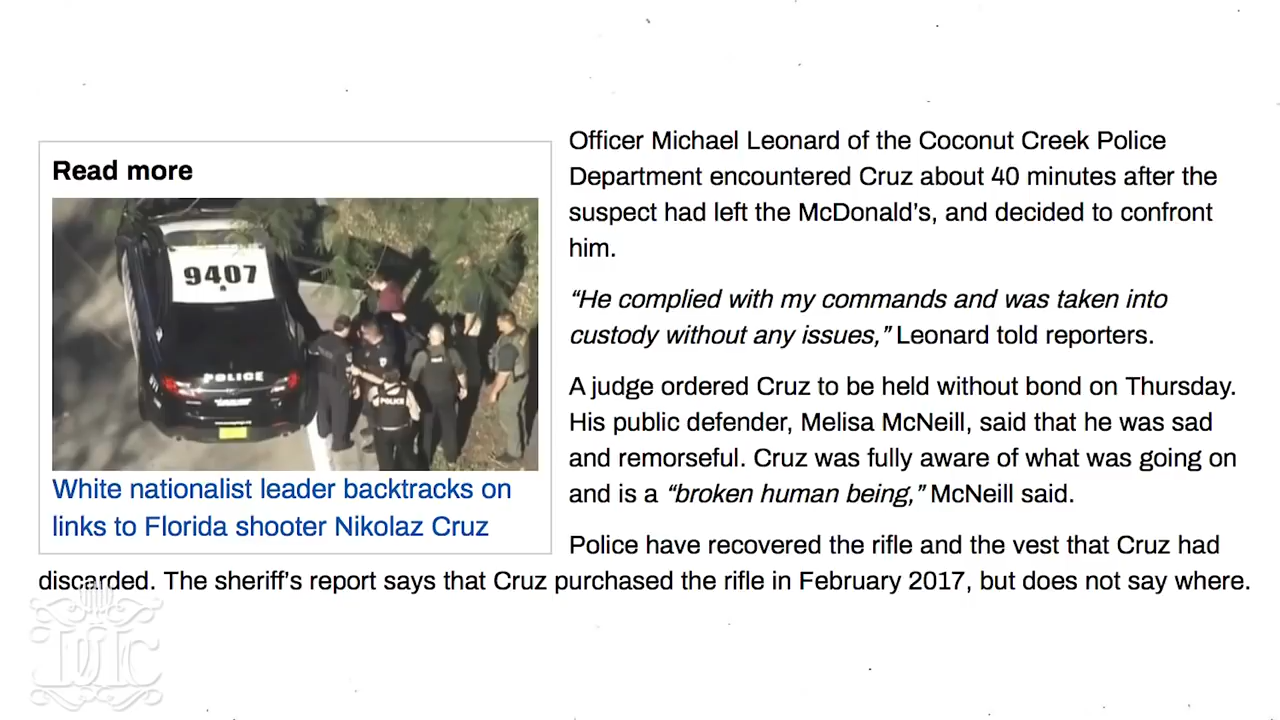 Read more
9407
POLICE
POLICE
White nationalist leader backtracks on
links to Florida shooter Nikolaz Cruz
Officer Michael Leonard of the Coconut Creek Police
Department encountered Cruz about 40 minutes after the
suspect had left the McDonald’s, and decided to confront
him.
“He complied with my commands and was taken into
custody without any issues,” Leonard told reporters.
A judge ordered Cruz to be held without bond on Thursday.
His public defender, Melisa McNeill, said that he was sad
and remorseful. Cruz was fully aware of what was going on
and is a “broken human being,” McNeill said.
Police have recovered the rifle and the vest that Cruz had
discarded. The sheriff’s report says that Cruz purchased the rifle in February 2017, but does not say where.